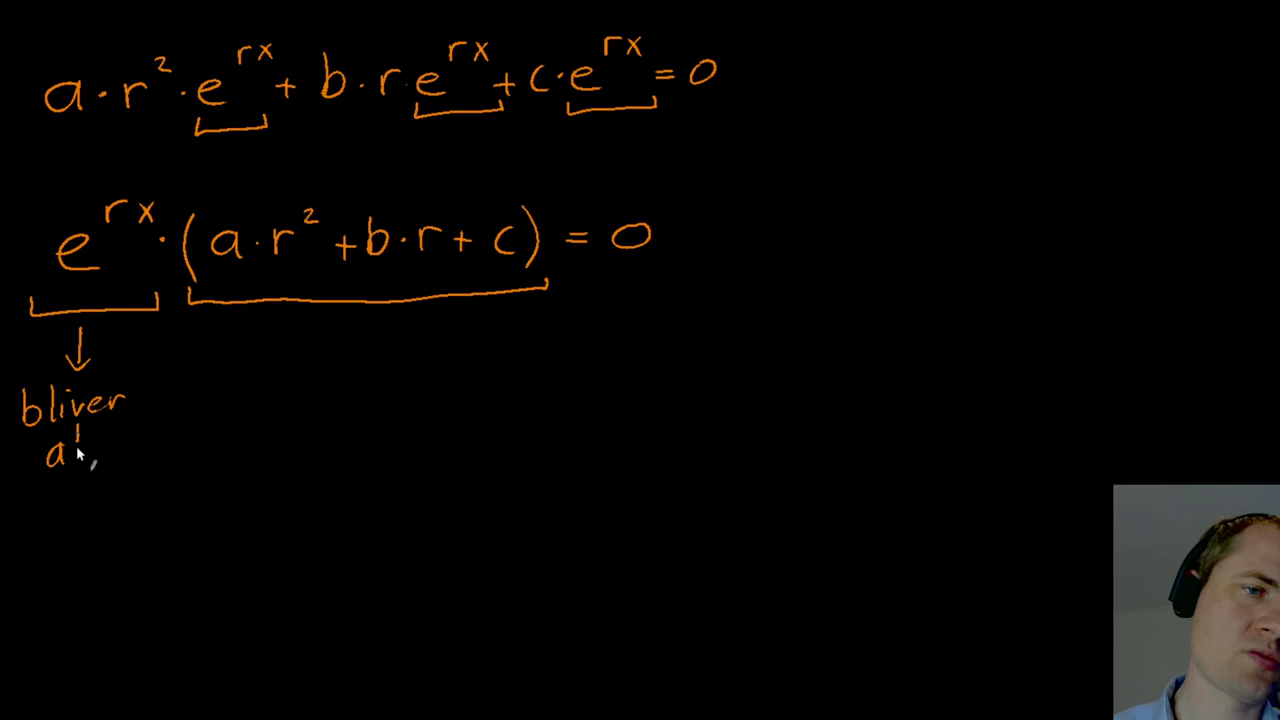 a·r²·e^{rx} + b·r·e^{rx} + c·e^{rx} = 0
e^{rx}·(a·r² + b·r + c) = 0
bliver